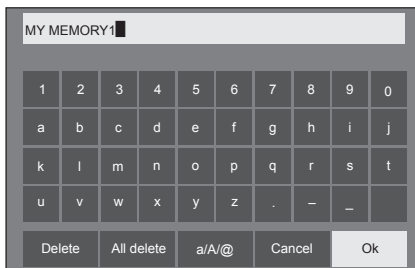 MY MEMORY1
1 2 3 4 5 6 7 8 9 0
a b c d e f g h i j
k l m n o p q r s t
u v w x y z . – _
Delete All delete a/A/@ Cancel Ok